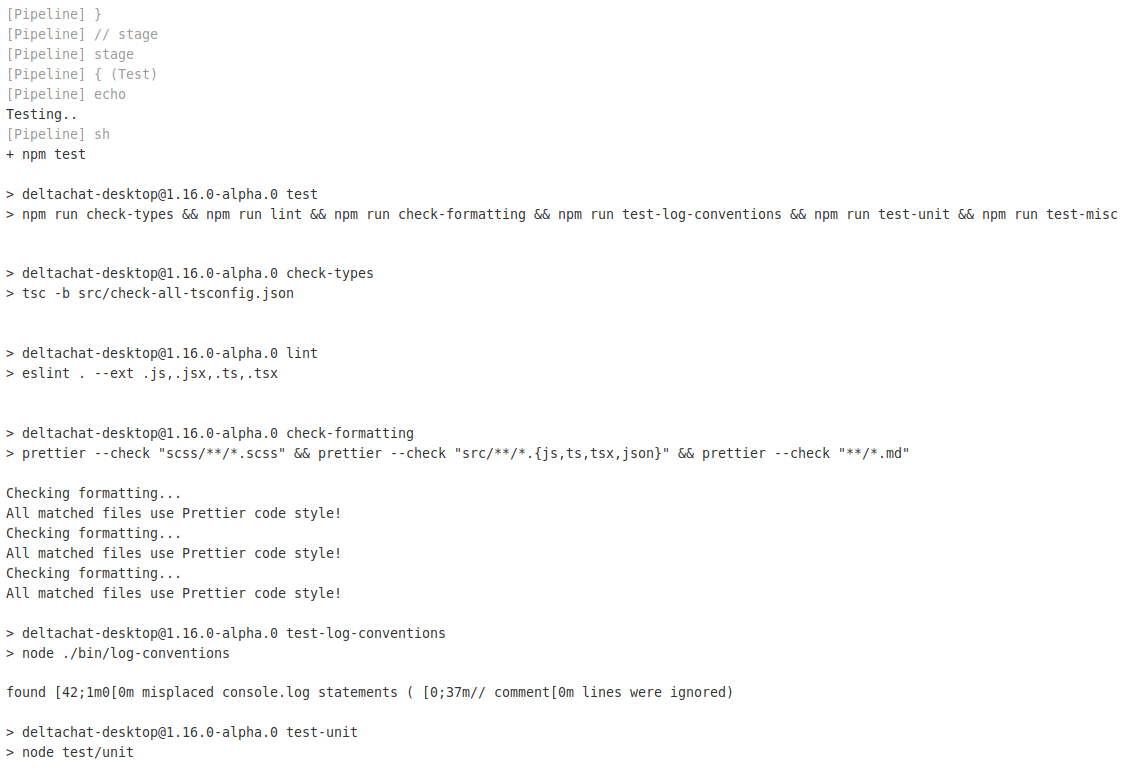 [Pipeline] }
[Pipeline] // stage
[Pipeline] stage
[Pipeline] { (Test)
[Pipeline] echo
Testing..
[Pipeline] sh
+ npm test
> deltachat-desktop@1.16.0-alpha.0 test
> npm run check-types && npm run lint && npm run check-formatting && npm run test-log-conventions && npm run test-unit && npm run test-misc
> deltachat-desktop@1.16.0-alpha.0 check-types
> tsc -b src/check-all-tsconfig.json
> deltachat-desktop@1.16.0-alpha.0 lint
> eslint . --ext .js,.jsx,.ts,.tsx
> deltachat-desktop@1.16.0-alpha.0 check-formatting
> prettier --check "scss/**/*.scss" && prettier --check "src/**/*.{js,ts,tsx,json}" && prettier --check "**/*.md"
Checking formatting...
All matched files use Prettier code style!
Checking formatting...
All matched files use Prettier code style!
Checking formatting...
All matched files use Prettier code style!
> deltachat-desktop@1.16.0-alpha.0 test-log-conventions
> node ./bin/log-conventions
found [42;1m0[0m misplaced console.log statements ( [0;37m// comment[0m lines were ignored)
> deltachat-desktop@1.16.0-alpha.0 test-unit
> node test/unit